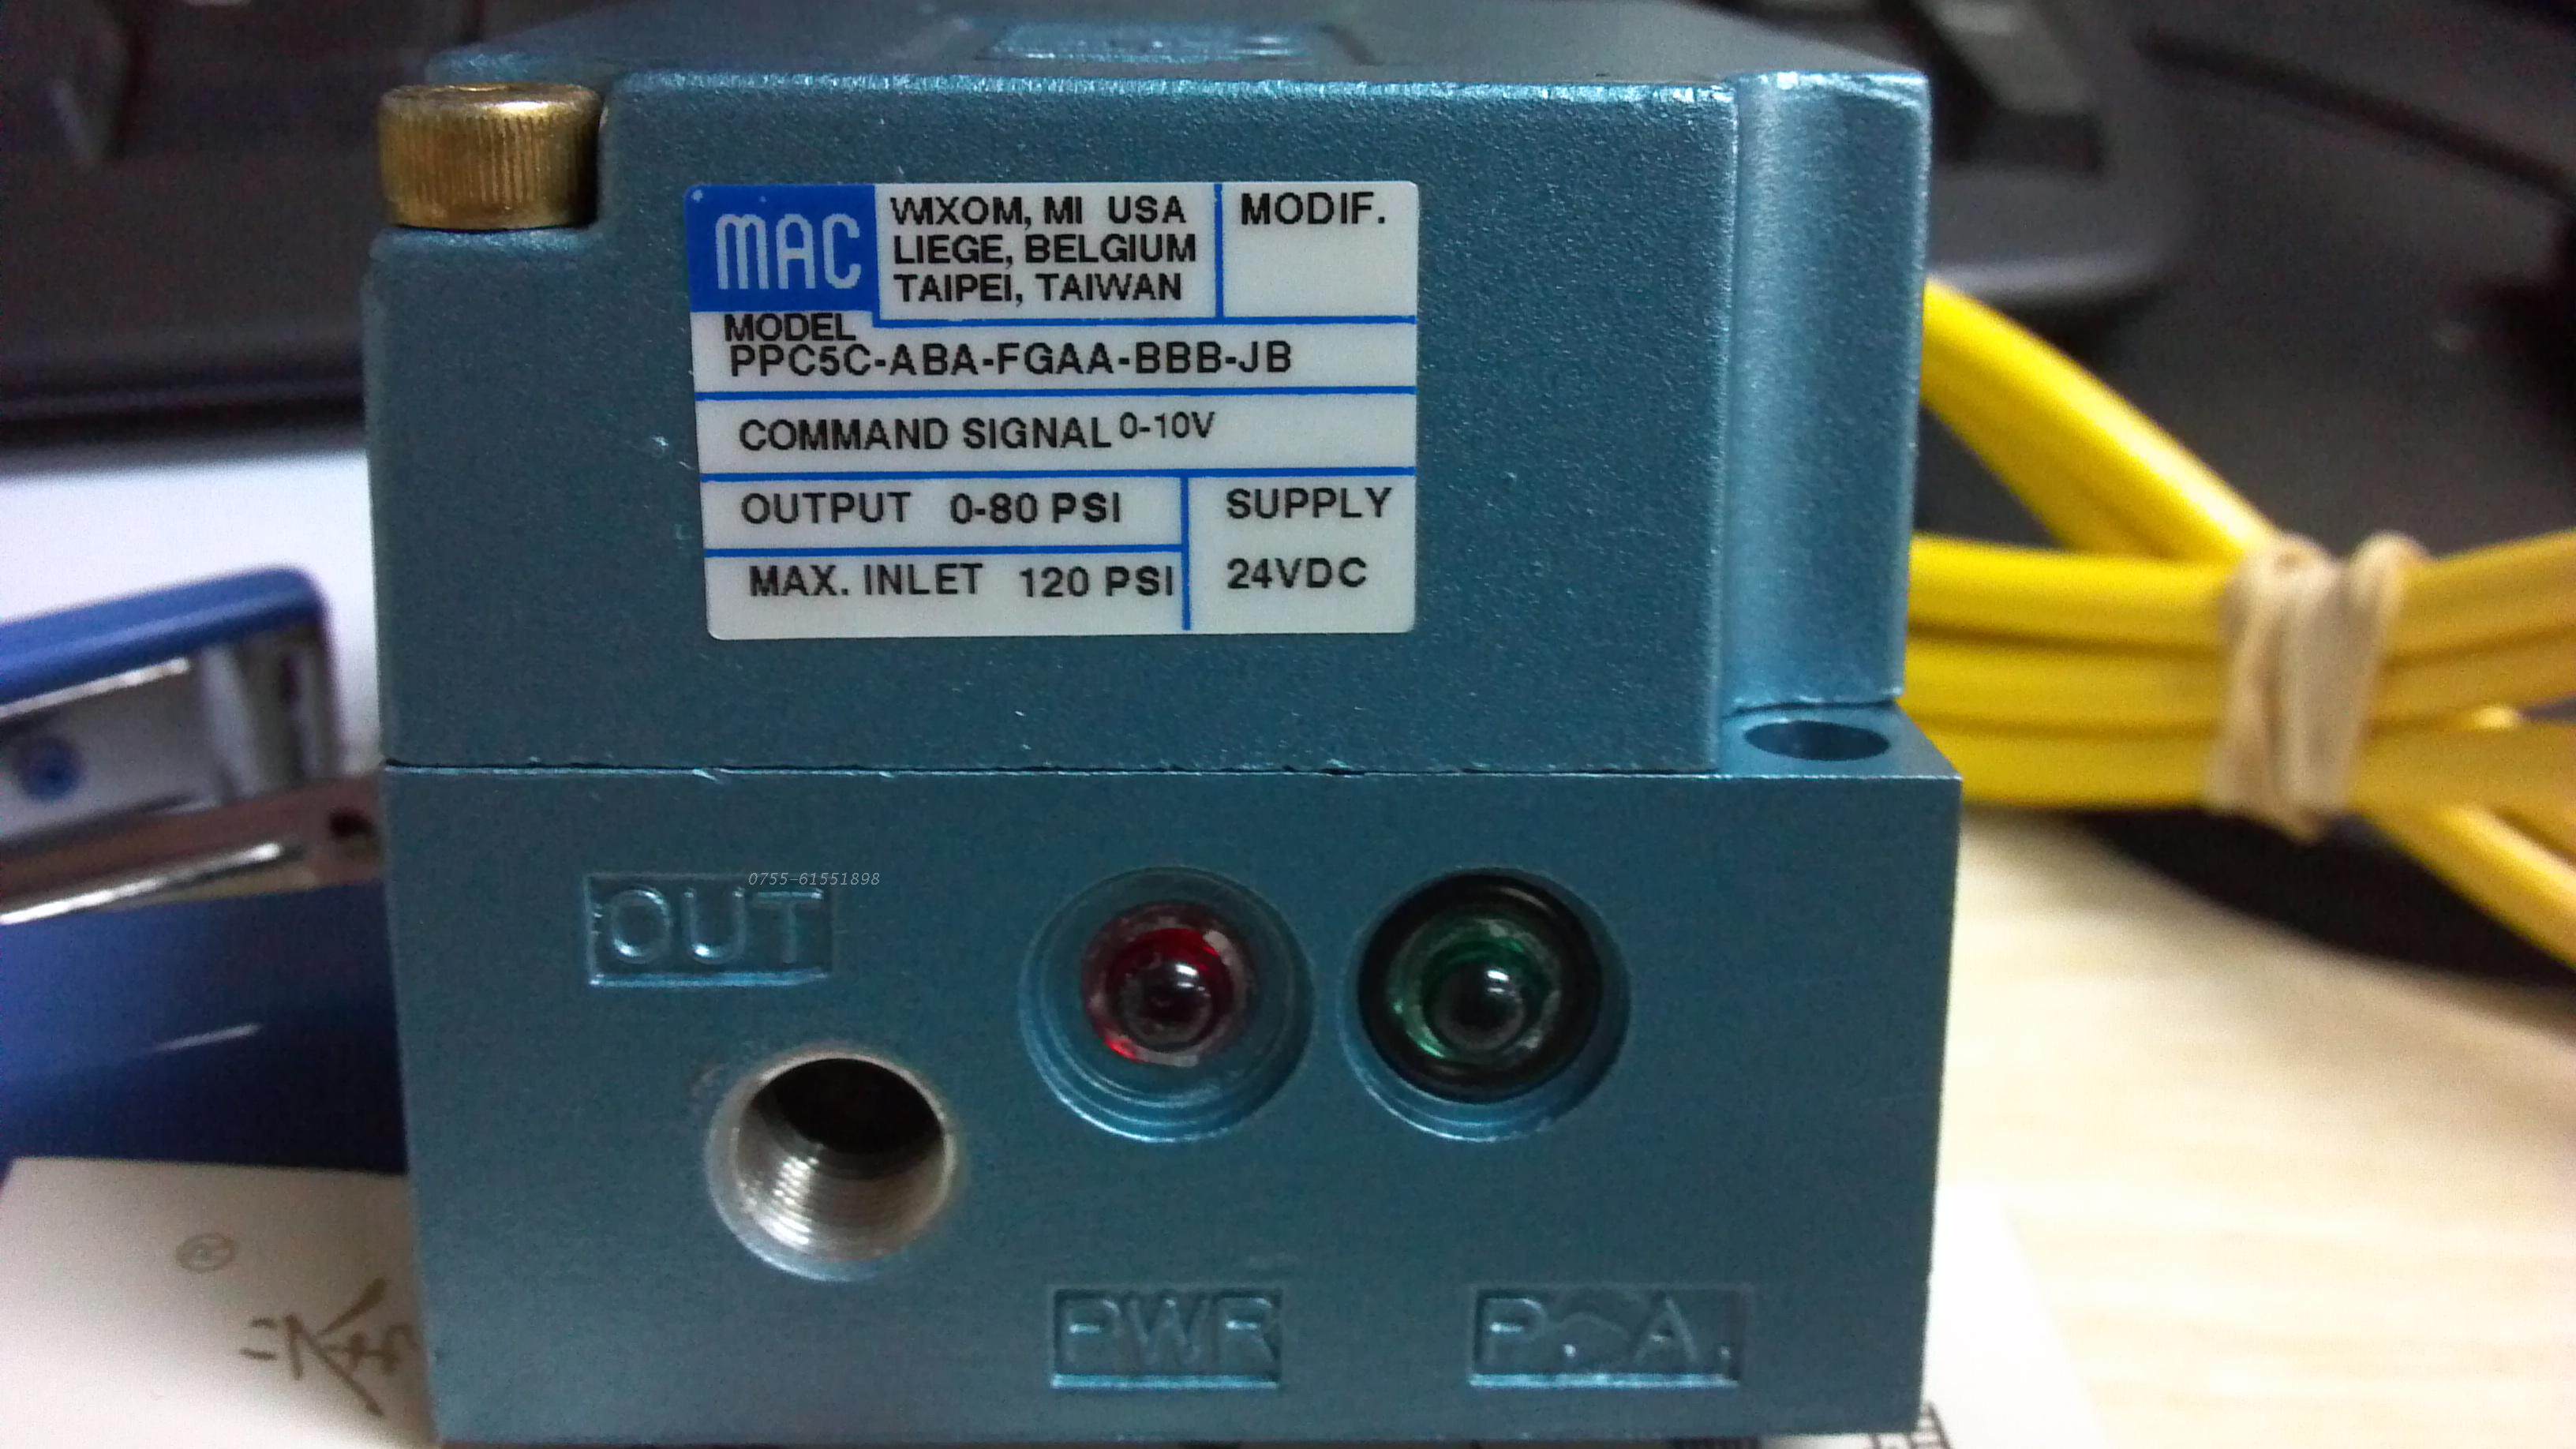 MAC
WIXOM, MI USA
LIEGE, BELGIUM
TAIPEI, TAIWAN
MODIF.
MODEL
PPC5C-ABA-FGAA-BBB-JB
COMMAND SIGNAL 0-10V
OUTPUT 0-80 PSI
SUPPLY
24VDC
MAX. INLET 120 PSI
0755-61551898
OUT
PWR
®